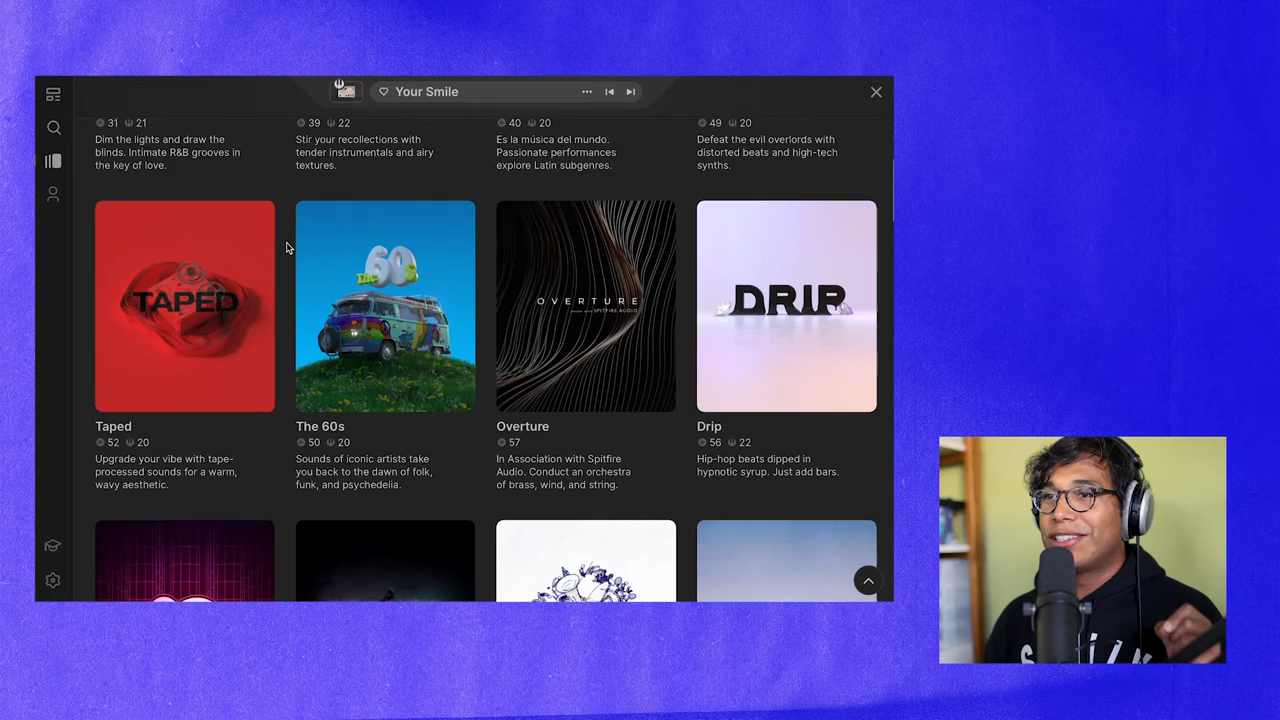 Your Smile
31 21
Dim the lights and draw the
blinds. Intimate R&B grooves in
the key of love.
39 22
Stir your recollections with
tender instrumentals and airy
textures.
40 20
Es la música del mundo.
Passionate performances
explore Latin subgenres.
49 20
Defeat the evil overlords with
distorted beats and high-tech
synths.
TAPED
The 60s
OVERTURE
made with SPITFIRE AUDIO
DRIP
Taped
52 20
Upgrade your vibe with tape-
processed sounds for a warm,
wavy aesthetic.
The 60s
50 20
Sounds of iconic artists take
you back to the dawn of folk,
funk, and psychedelia.
Overture
57
In Association with Spitfire
Audio. Conduct an orchestra
of brass, wind, and string.
Drip
56 22
Hip-hop beats dipped in
hypnotic syrup. Just add bars.